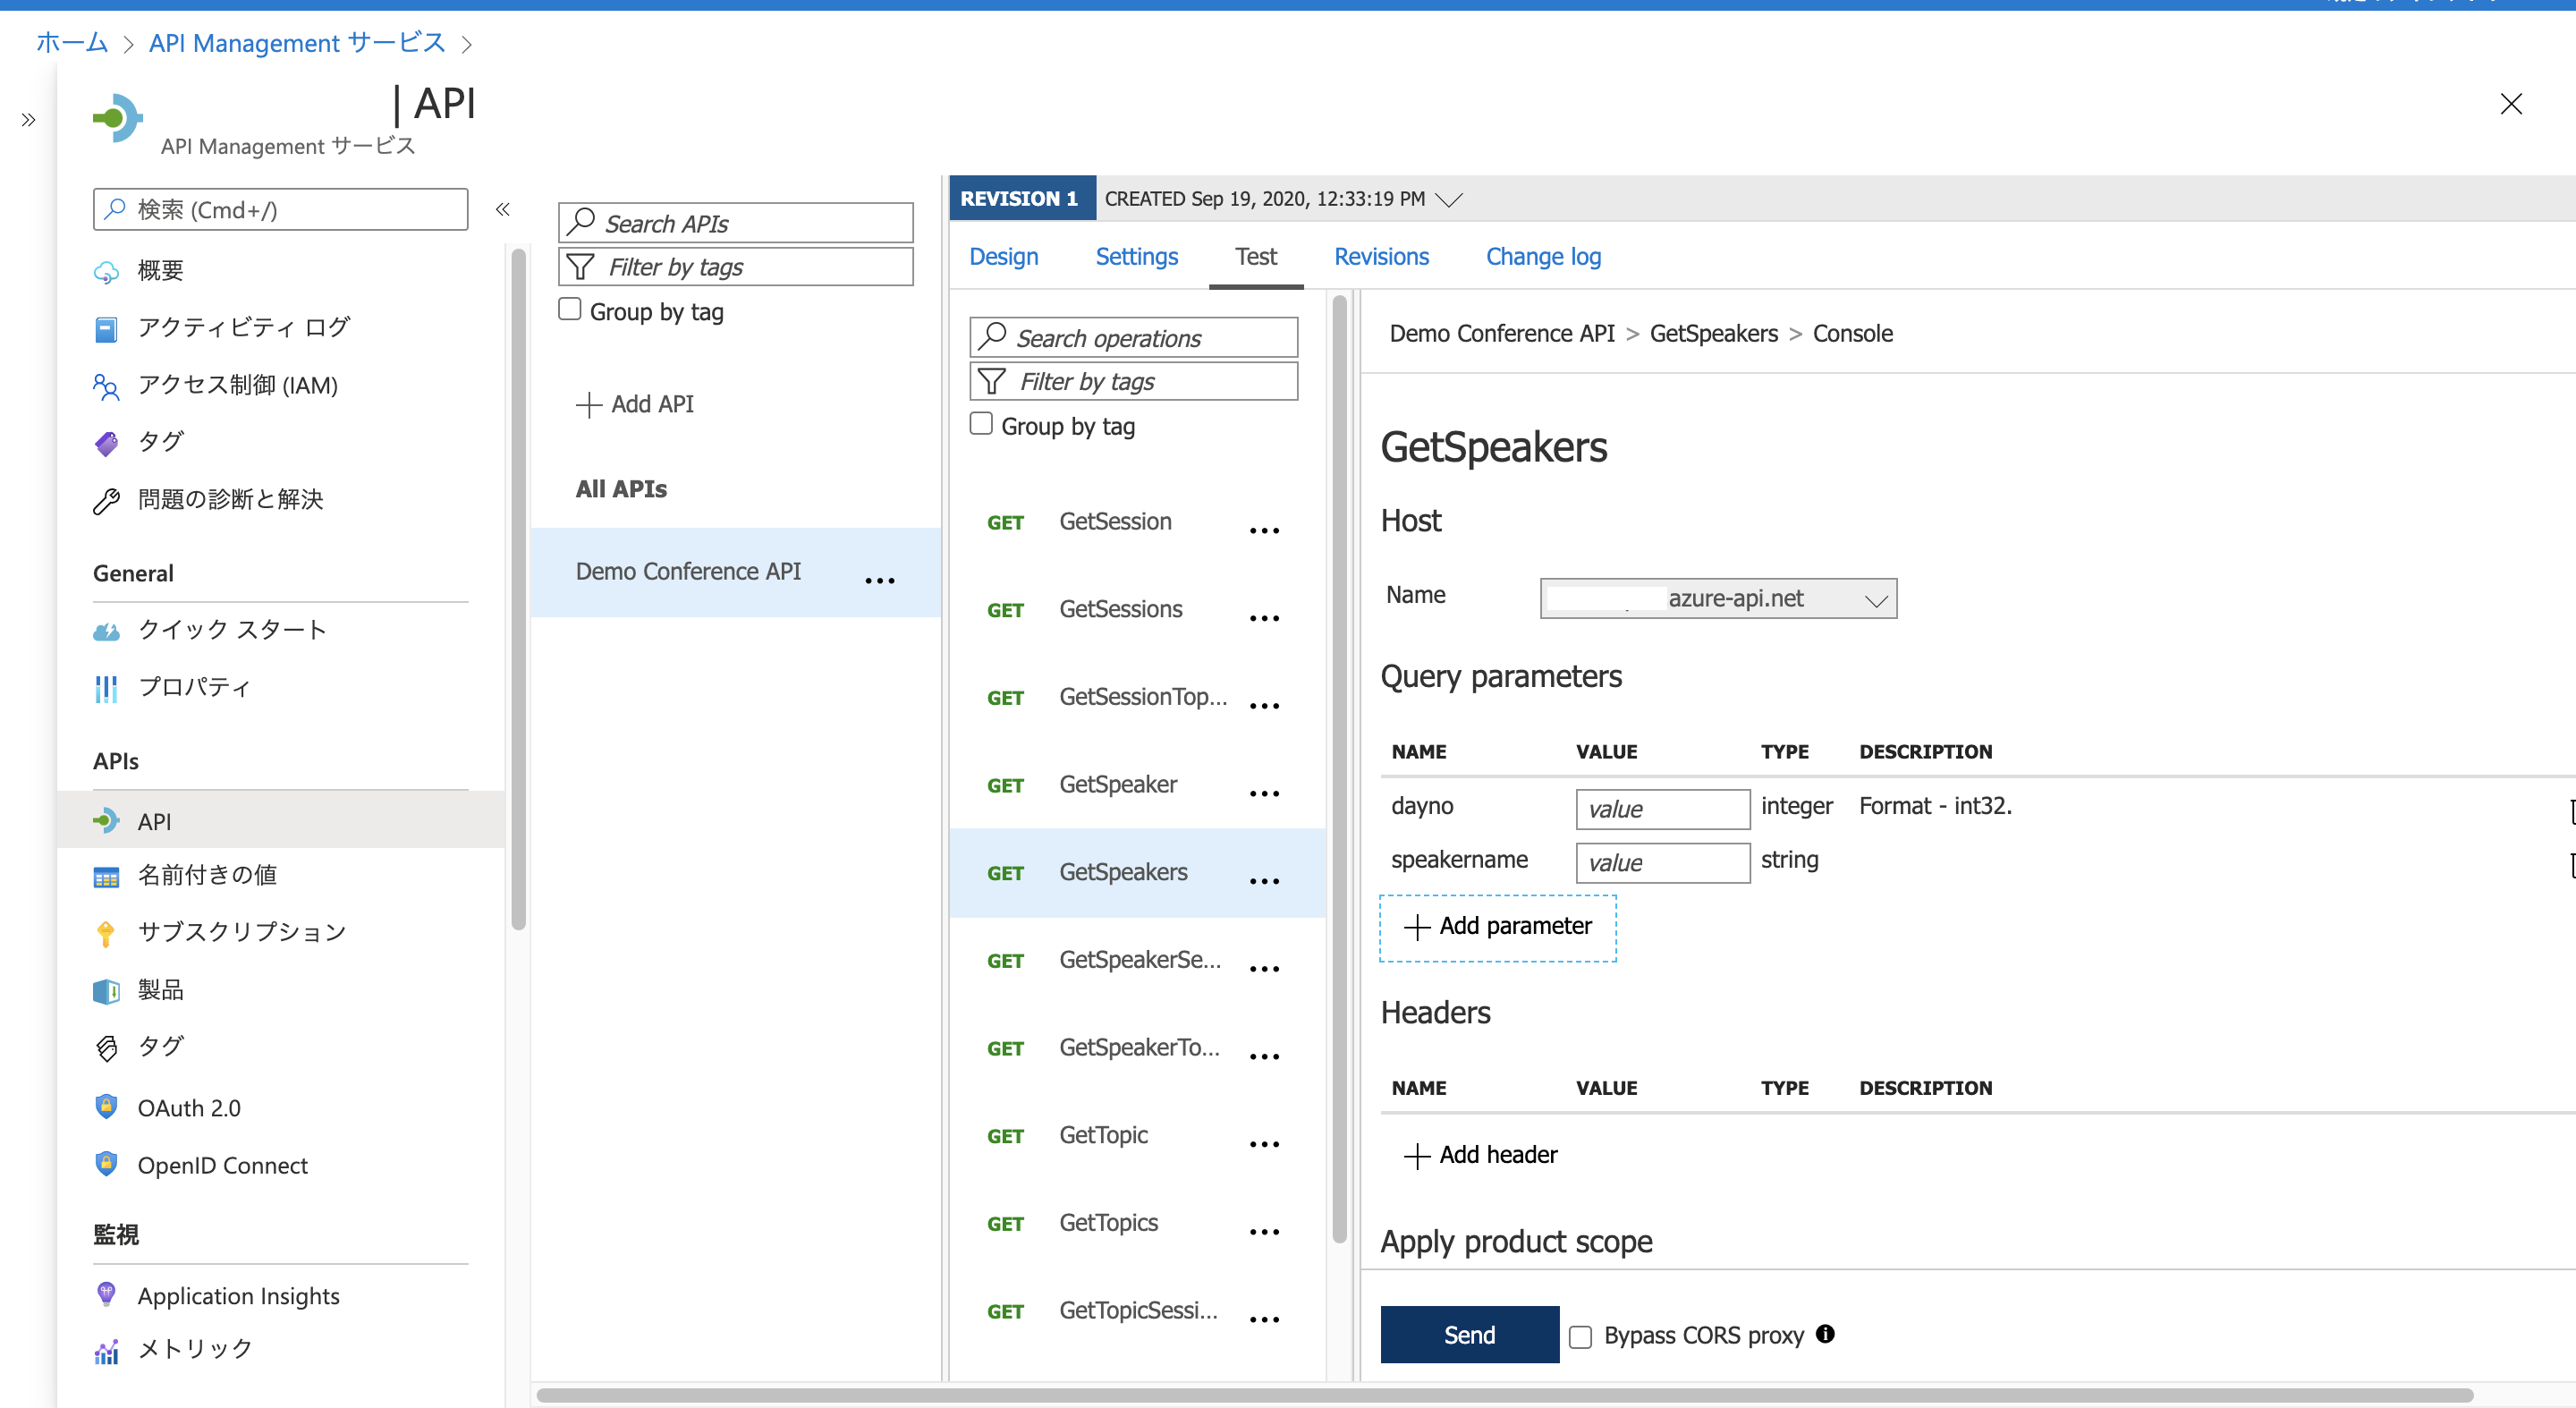 ホーム > API Management サービス >
| API
API Management サービス
検索 (Cmd+/)
概要
アクティビティ ログ
アクセス制御 (IAM)
タグ
問題の診断と解決
General
クイック スタート
プロパティ
APIs
API
名前付きの値
サブスクリプション
製品
タグ
OAuth 2.0
OpenID Connect
監視
Application Insights
メトリック
Search APIs
Filter by tags
Group by tag
+ Add API
All APIs
Demo Conference API ...
REVISION 1 CREATED Sep 19, 2020, 12:33:19 PM
Design Settings Test Revisions Change log
Search operations
Filter by tags
Group by tag
GET GetSession ...
GET GetSessions ...
GET GetSessionTop... ...
GET GetSpeaker ...
GET GetSpeakers ...
GET GetSpeakerSe... ...
GET GetSpeakerTo... ...
GET GetTopic ...
GET GetTopics ...
GET GetTopicSessi... ...
Demo Conference API > GetSpeakers > Console
GetSpeakers
Host
Name azure-api.net
Query parameters
NAME VALUE TYPE DESCRIPTION
dayno value integer Format - int32.
speakername value string
+ Add parameter
Headers
NAME VALUE TYPE DESCRIPTION
+ Add header
Apply product scope
Send Bypass CORS proxy